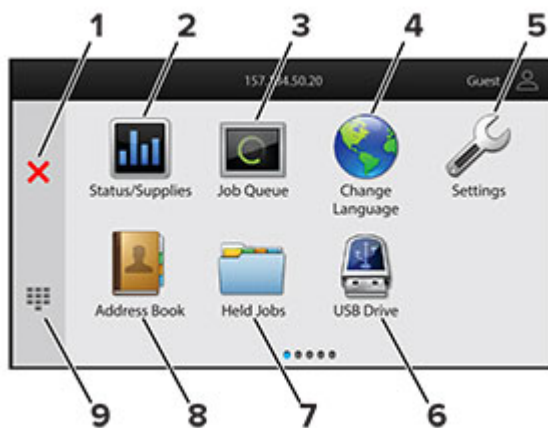 1 2 3 4 5
157.184.50.20 Guest
Status/Supplies Job Queue Change Language Settings
Address Book Held Jobs USB Drive
9 8 7 6